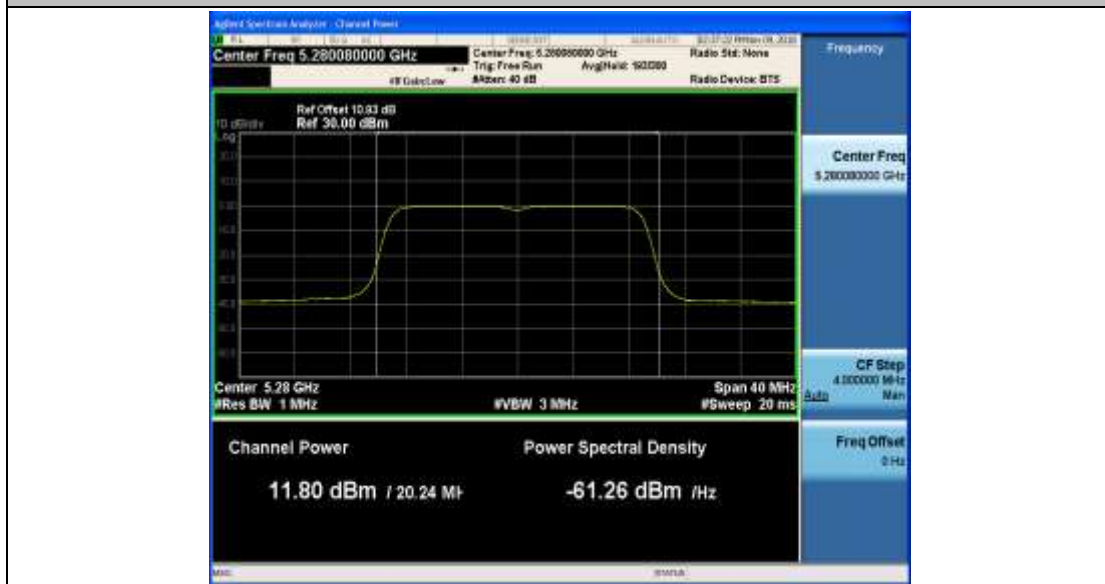 Agilent Spectrum Analyzer - Channel Power
Center Freq 5.280080000 GHz
Center Freq: 5.280080000 GHz
Radio Std: None
Trig: Free Run
Avg|Hold:
#IFGain:Low
#Atten: 40 dB
Radio Device: BTS
Frequency
Ref Offset 10.93 dB
10 dB/div
Ref 30.00 dBm
Log
Center Freq
5.280080000 GHz
Center 5.28 GHz
Span 40 MHz
#Res BW 1 MHz
#VBW 3 MHz
#Sweep 20 ms
CF Step
4.000000 MHz
Auto
Man
Channel Power
Power Spectral Density
Freq Offset
0 Hz
11.80 dBm / 20.24 MH
-61.26 dBm /Hz
MSG
STATUS